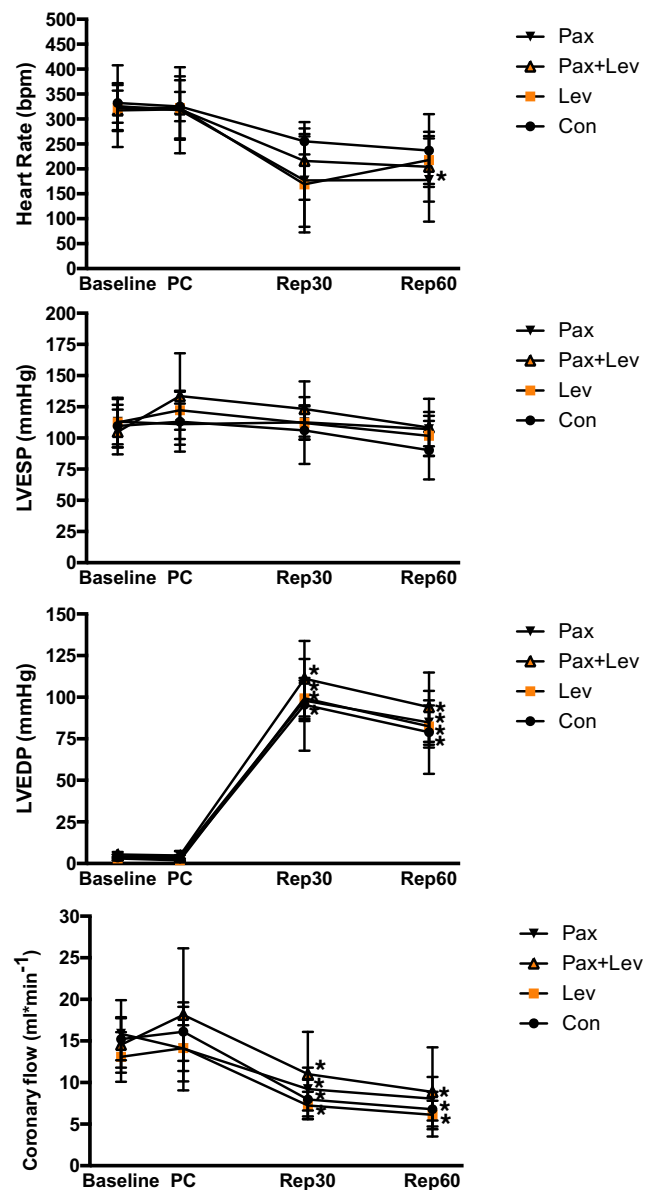 Heart Rate (bpm)
500
450
400
350
300
250
200
150
100
50
0
Baseline PC Rep30 Rep60
*
Pax
Pax+Lev
Lev
Con
LVESP (mmHg)
200
175
150
125
100
75
50
25
0
Baseline PC Rep30 Rep60
Pax
Pax+Lev
Lev
Con
LVEDP (mmHg)
150
125
100
75
50
25
0
Baseline PC Rep30 Rep60
*
*
*
*
*
*
*
*
Pax
Pax+Lev
Lev
Con
Coronary flow (ml*min⁻¹)
30
25
20
15
10
5
0
Baseline PC Rep30 Rep60
*
*
*
*
*
*
*
Pax
Pax+Lev
Lev
Con